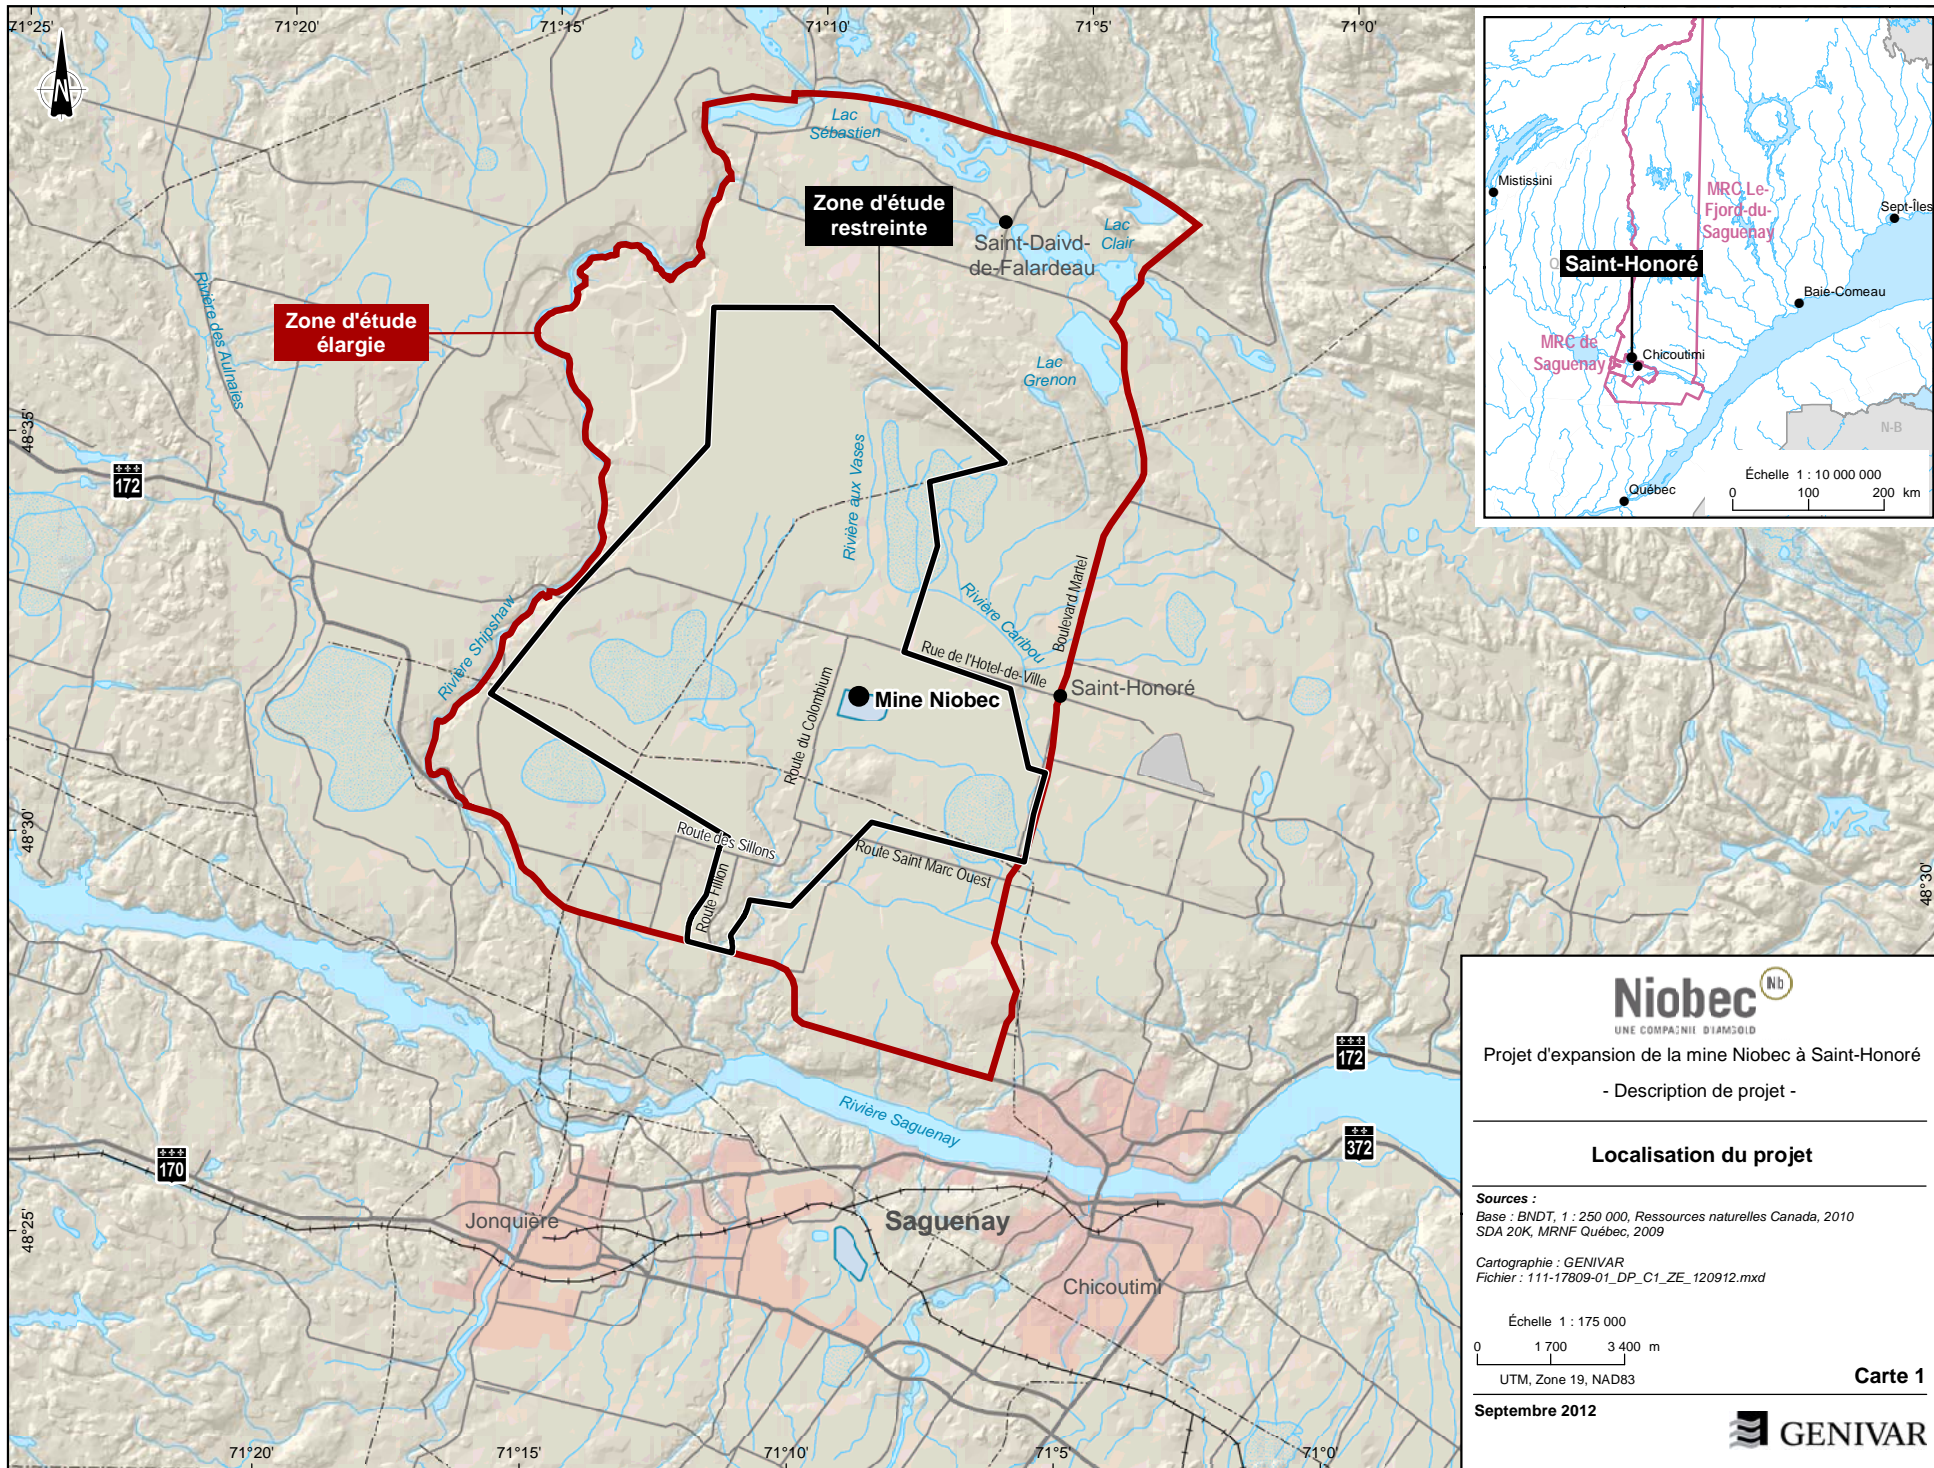 71°25'
71°20'
71°15'
71°10'
71°5'
71°0'
N
Lac
Sébastien
Zone d'étude
restreinte
Saint-Daivd-
de-Falardeau
Lac
Clair
Zone d'étude
élargie
Rivière des Aulnaies
Lac
Grenon
48°35'
172
Rivière aux Vases
Rivière Shipshaw
Rivière Caribou
Boulevard Martel
Rue de l'Hotel-de-Ville
Saint-Honoré
Mine Niobec
Route du Colombium
48°30'
Route des Sillons
Route Saint Marc Ouest
Route Fillion
48°30'
172
Rivière Saguenay
372
170
Jonquière
Saguenay
Chicoutimi
48°25'
71°20'
71°15'
71°10'
71°5'
71°0'
Mistissini
MRC Le-
Fjord-du-
Saguenay
Sept-Îles
Q
Saint-Honoré
Baie-Comeau
MRC de
Saguenay
Chicoutimi
N-B
Québec
Échelle 1 : 10 000 000
0 100 200 km
Niobec Nb
UNE COMPAGNIE D'IAMGOLD
Projet d'expansion de la mine Niobec à Saint-Honoré
- Description de projet -
Localisation du projet
Sources :
Base : BNDT, 1 : 250 000, Ressources naturelles Canada, 2010
SDA 20K, MRNF Québec, 2009
Cartographie : GENIVAR
Fichier : 111-17809-01_DP_C1_ZE_120912.mxd
Échelle 1 : 175 000
0 1 700 3 400 m
UTM, Zone 19, NAD83
Carte 1
Septembre 2012
GENIVAR